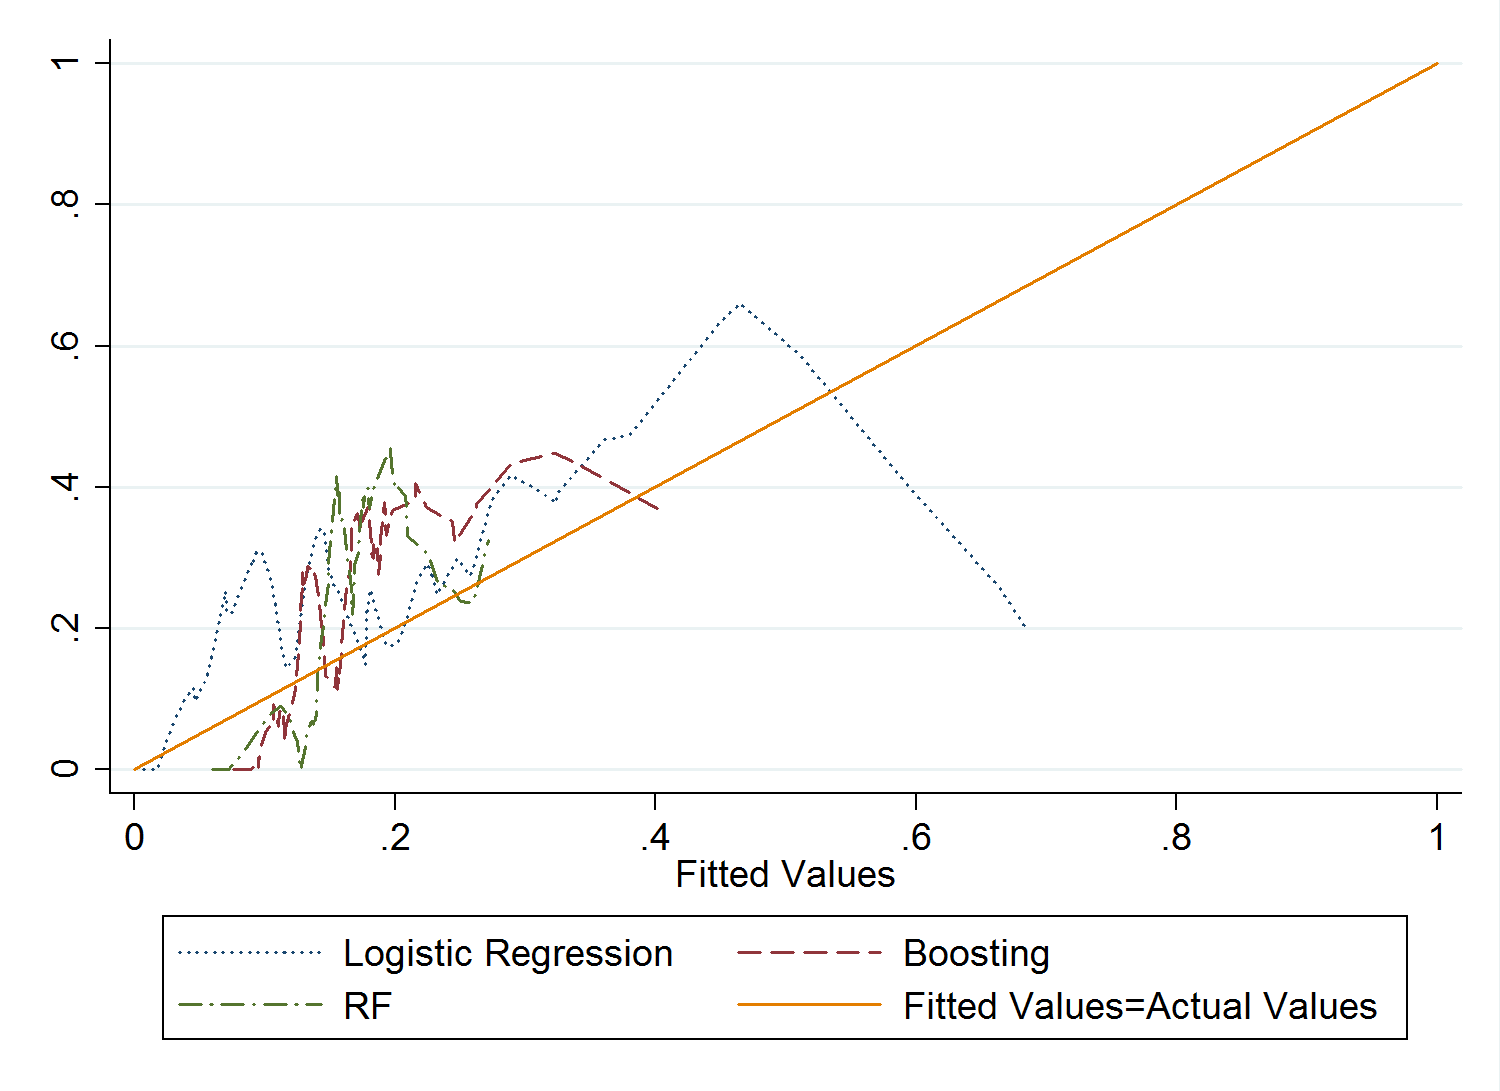 1
.8
.6
.4
.2
0
0 .2 .4 .6 .8 1
Fitted Values
Logistic Regression Boosting
RF Fitted Values=Actual Values